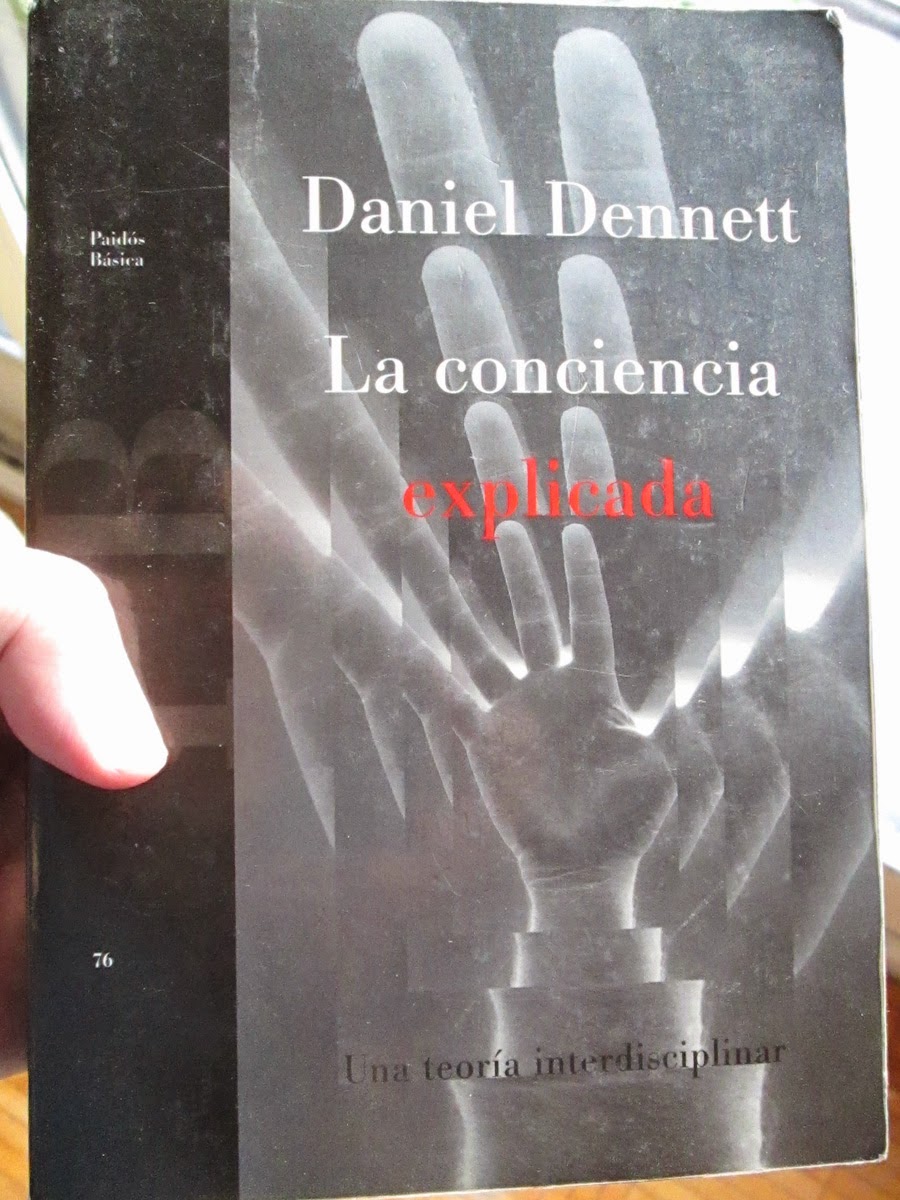 Daniel Dennett
Paidós
Básica
La conciencia
explicada
76
Una teoría interdisciplinar